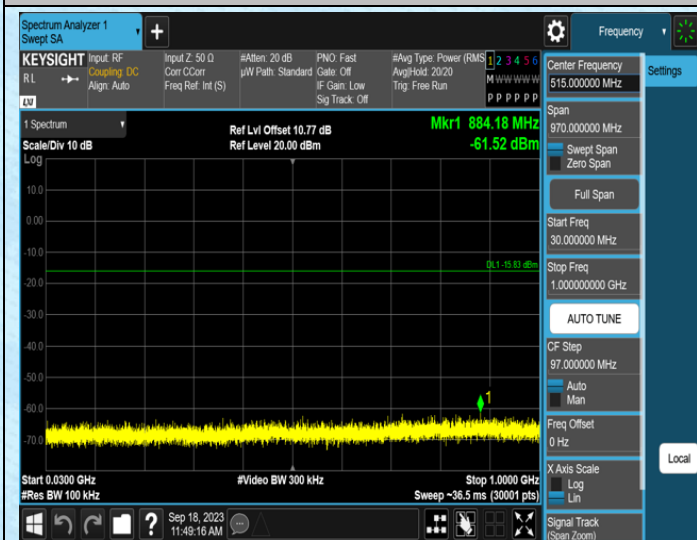 Spectrum Analyzer 1
Swept SA
Frequency
KEYSIGHT
RL
LXI
Input: RF
Coupling: DC
Align: Auto
Input Z: 50 Ω
Corr CCorr
Freq Ref: Int (S)
#Atten: 20 dB
µW Path: Standard
PNO: Fast
Gate: Off
IF Gain: Low
Sig Track: Off
#Avg Type: Power (RMS
Avg|Hold: 20/20
Trig: Free Run
1 2 3 4 5 6
M W W W W W
P P P P P P
1 Spectrum
Scale/Div 10 dB
Log
Ref Lvl Offset 10.77 dB
Ref Level 20.00 dBm
Mkr1 884.18 MHz
-61.52 dBm
10.0
0.00
-10.0
-20.0
-30.0
-40.0
-50.0
-60.0
-70.0
DL1 -15.83 dBm
1
Start 0.0300 GHz
#Res BW 100 kHz
#Video BW 300 kHz
Stop 1.0000 GHz
Sweep ~36.5 ms (30001 pts)
?
Sep 18, 2023
11:49:16 AM
Center Frequency
515.000000 MHz
Span
970.000000 MHz
Swept Span
Zero Span
Full Span
Start Freq
30.000000 MHz
Stop Freq
1.000000000 GHz
AUTO TUNE
CF Step
97.000000 MHz
Auto
Man
Freq Offset
0 Hz
X Axis Scale
Log
Lin
Signal Track
(Span Zoom)
Settings
Local